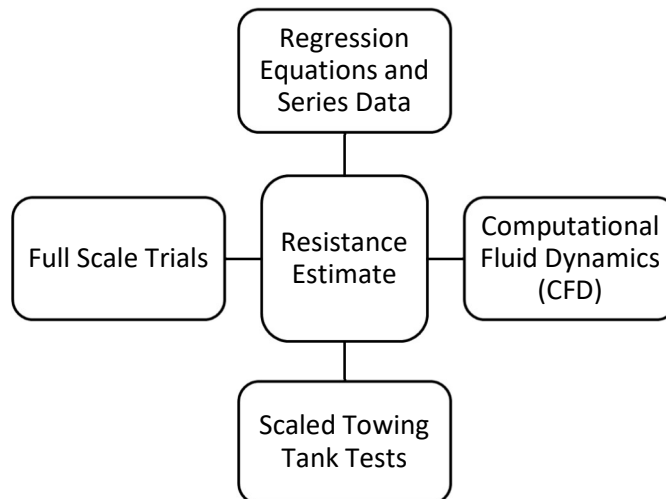 Regression
Equations and
Series Data
Full Scale Trials
Resistance
Estimate
Computational
Fluid Dynamics
(CFD)
Scaled Towing
Tank Tests